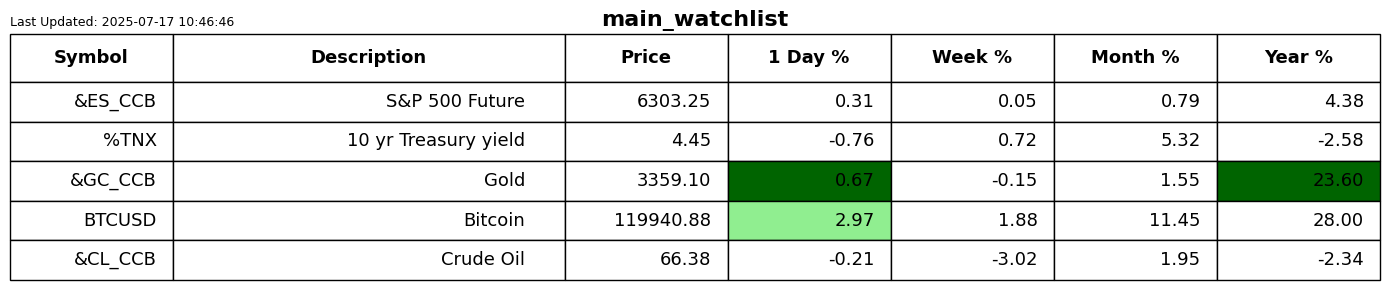 Last Updated: 2025-07-17 10:46:46
main_watchlist
Symbol Description Price 1 Day % Week % Month % Year %
&ES_CCB S&P 500 Future 6303.25 0.31 0.05 0.79 4.38
%TNX 10 yr Treasury yield 4.45 -0.76 0.72 5.32 -2.58
&GC_CCB Gold 3359.10 0.67 -0.15 1.55 23.60
BTCUSD Bitcoin 119940.88 2.97 1.88 11.45 28.00
&CL_CCB Crude Oil 66.38 -0.21 -3.02 1.95 -2.34